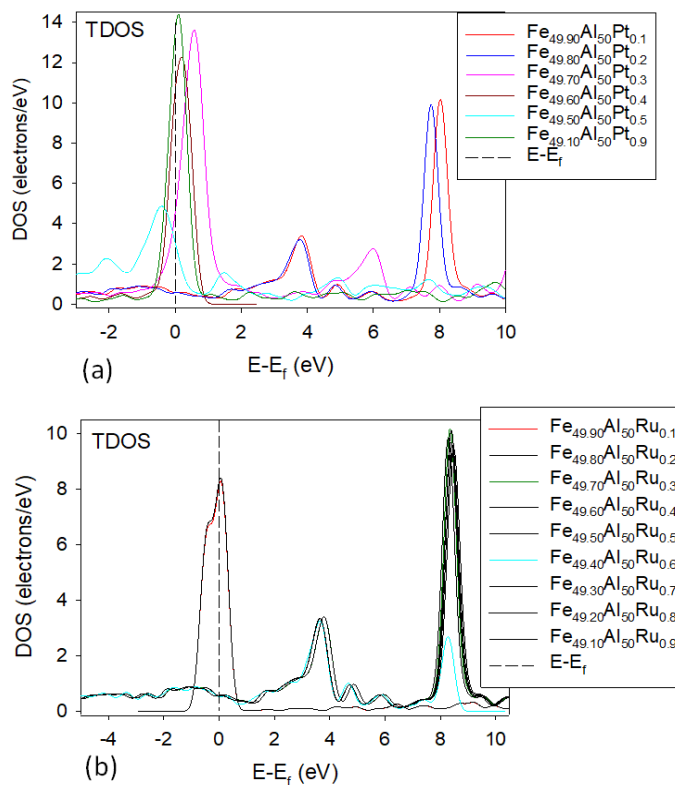 TDOS
Fe49.90Al50Pt0.1
Fe49.80Al50Pt0.2
Fe49.70Al50Pt0.3
Fe49.60Al50Pt0.4
Fe49.50Al50Pt0.5
Fe49.10Al50Pt0.9
E-Ef
14
12
10
8
6
4
2
0
DOS (electrons/eV)
-2 0 2 4 6 8 10
(a)
E-Ef (eV)
TDOS
Fe49.90Al50Ru0.1
Fe49.80Al50Ru0.2
Fe49.70Al50Ru0.3
Fe49.60Al50Ru0.4
Fe49.50Al50Ru0.5
Fe49.40Al50Ru0.6
Fe49.30Al50Ru0.7
Fe49.20Al50Ru0.8
Fe49.10Al50Ru0.9
E-Ef
10
8
6
4
2
0
DOS (electrons/eV)
-4 -2 0 2 4 6 8 10
(b)
E-Ef (eV)